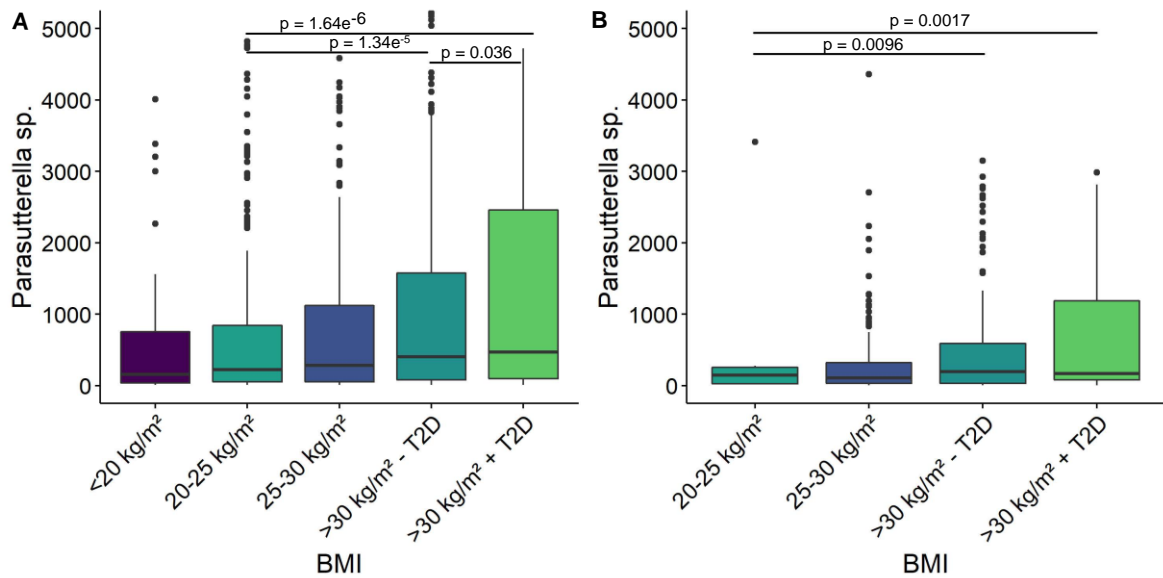 A
p = 1.64e-6
p = 1.34e-5
p = 0.036
5000
4000
3000
2000
1000
0
Parasutterella sp.
<20 kg/m²
20-25 kg/m²
25-30 kg/m²
>30 kg/m² - T2D
>30 kg/m² + T2D
BMI
B
p = 0.0017
p = 0.0096
5000
4000
3000
2000
1000
0
Parasutterella sp.
20-25 kg/m²
25-30 kg/m²
>30 kg/m² - T2D
>30 kg/m² + T2D
BMI